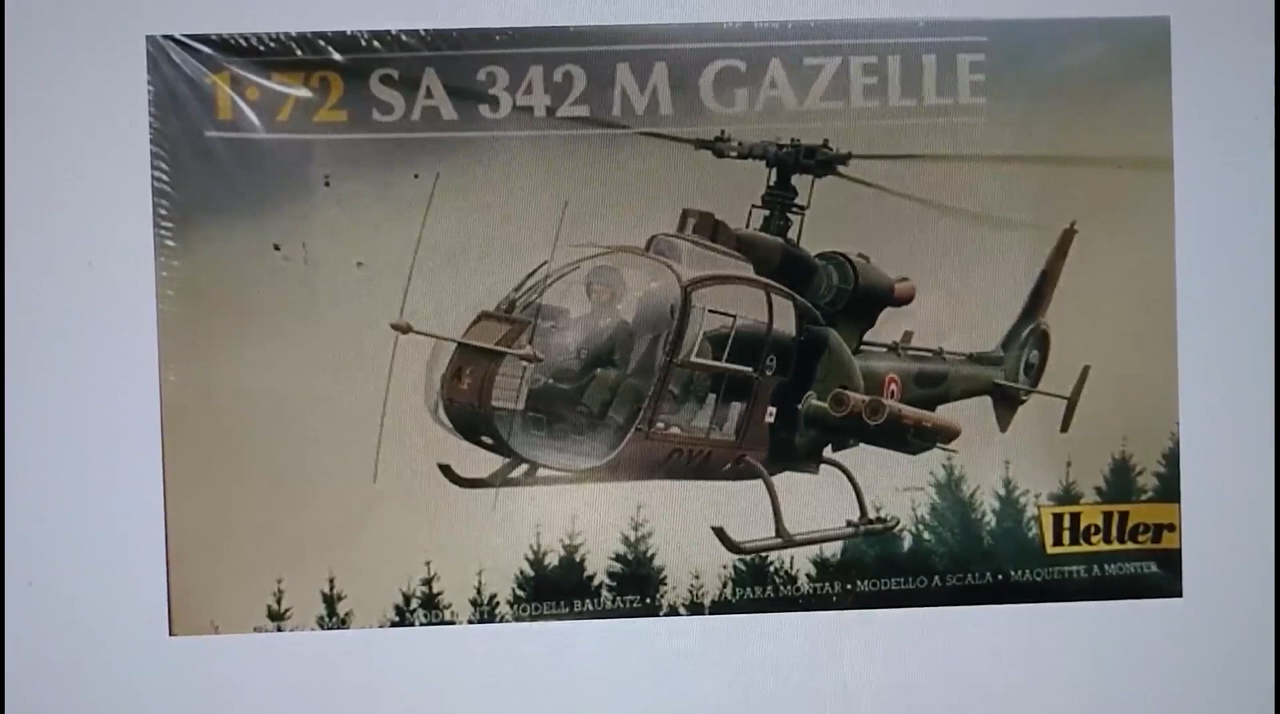 1·72 SA 342 M GAZELLE
Heller
MODELL BAUSATZ • PARA MONTAR • MODELLO A SCALA • MAQUETTE A MONTER